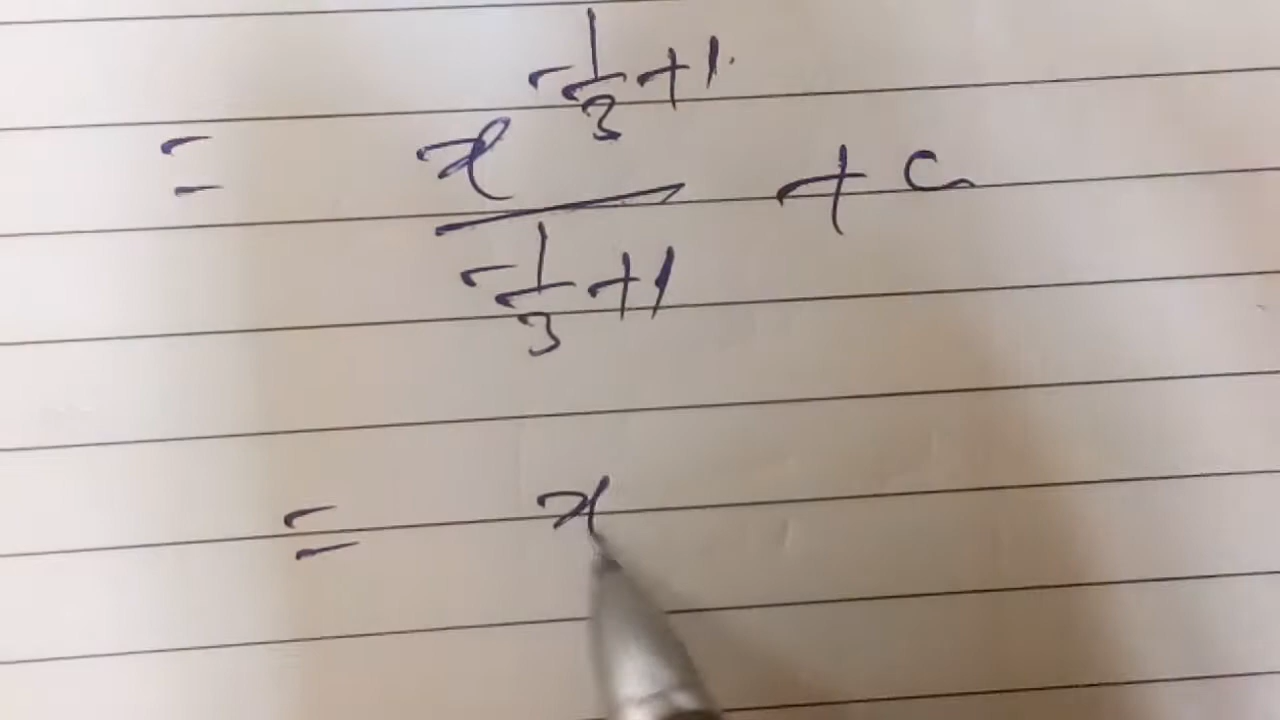 = x^(-1/3 + 1) / (-1/3 + 1) + c
= x